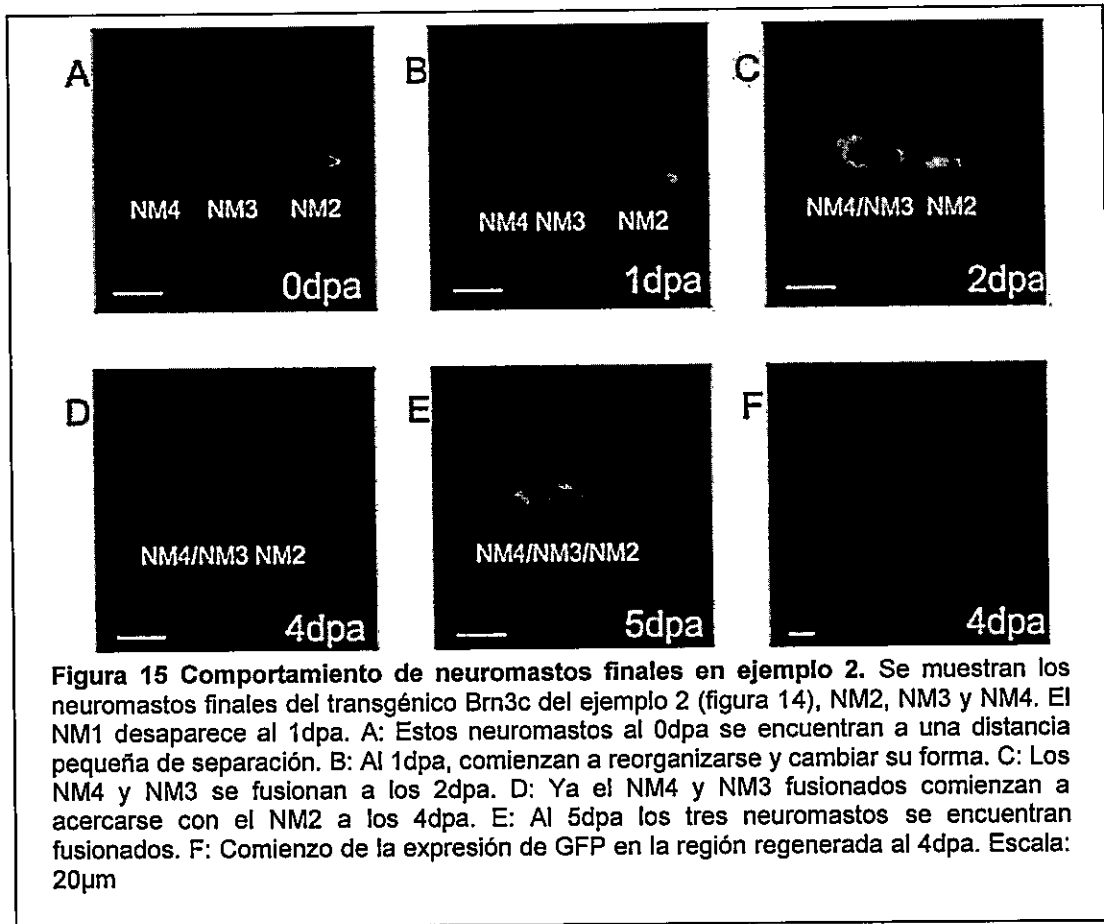 A
B
C
NM4 NM3 NM2
NM4 NM3 NM2
NM4/NM3 NM2
0dpa
1dpa
2dpa
D
E
F
NM4/NM3 NM2
NM4/NM3/NM2
4dpa
5dpa
4dpa
Figura 15 Comportamiento de neuromastos finales en ejemplo 2. Se muestran los
neuromastos finales del transgénico Brn3c del ejemplo 2 (figura 14), NM2, NM3 y NM4. El
NM1 desaparece al 1dpa. A: Estos neuromastos al 0dpa se encuentran a una distancia
pequeña de separación. B: Al 1dpa, comienzan a reorganizarse y cambiar su forma. C: Los
NM4 y NM3 se fusionan a los 2dpa. D: Ya el NM4 y NM3 fusionados comienzan a
acercarse con el NM2 a los 4dpa. E: Al 5dpa los tres neuromastos se encuentran
fusionados. F: Comienzo de la expresión de GFP en la región regenerada al 4dpa. Escala:
20µm